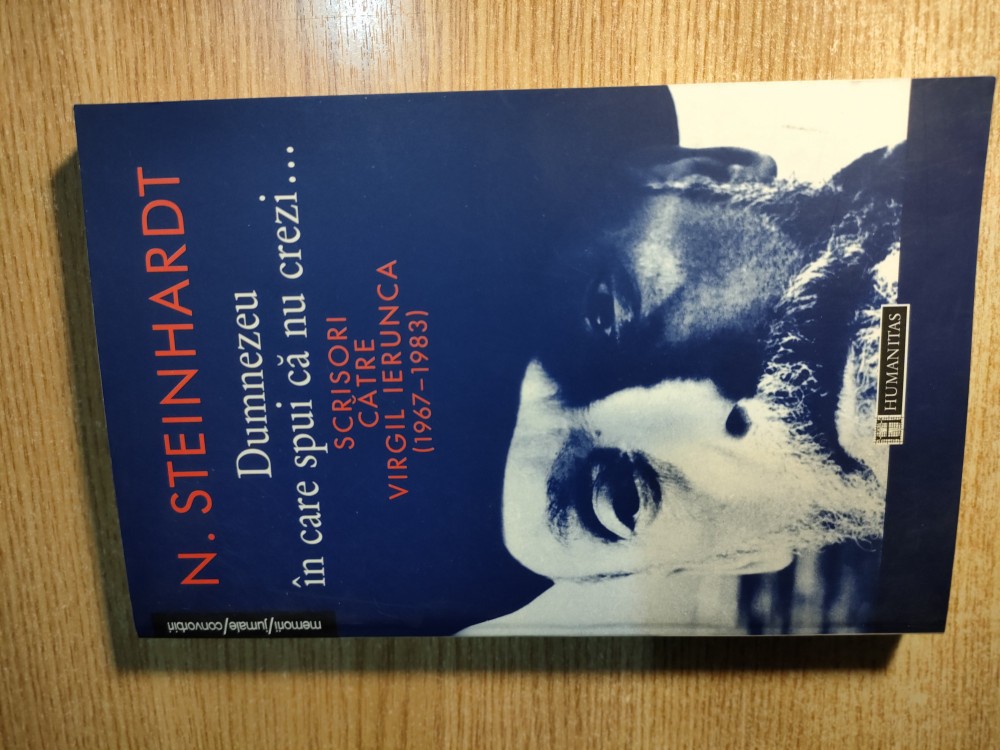 N. STEINHARDT
Dumnezeu
în care spui că nu crezi...
SCRISORI
CĂTRE
VIRGIL IERUNCA
(1967–1983)
memorii/jurnale/convorbiri
HUMANITAS